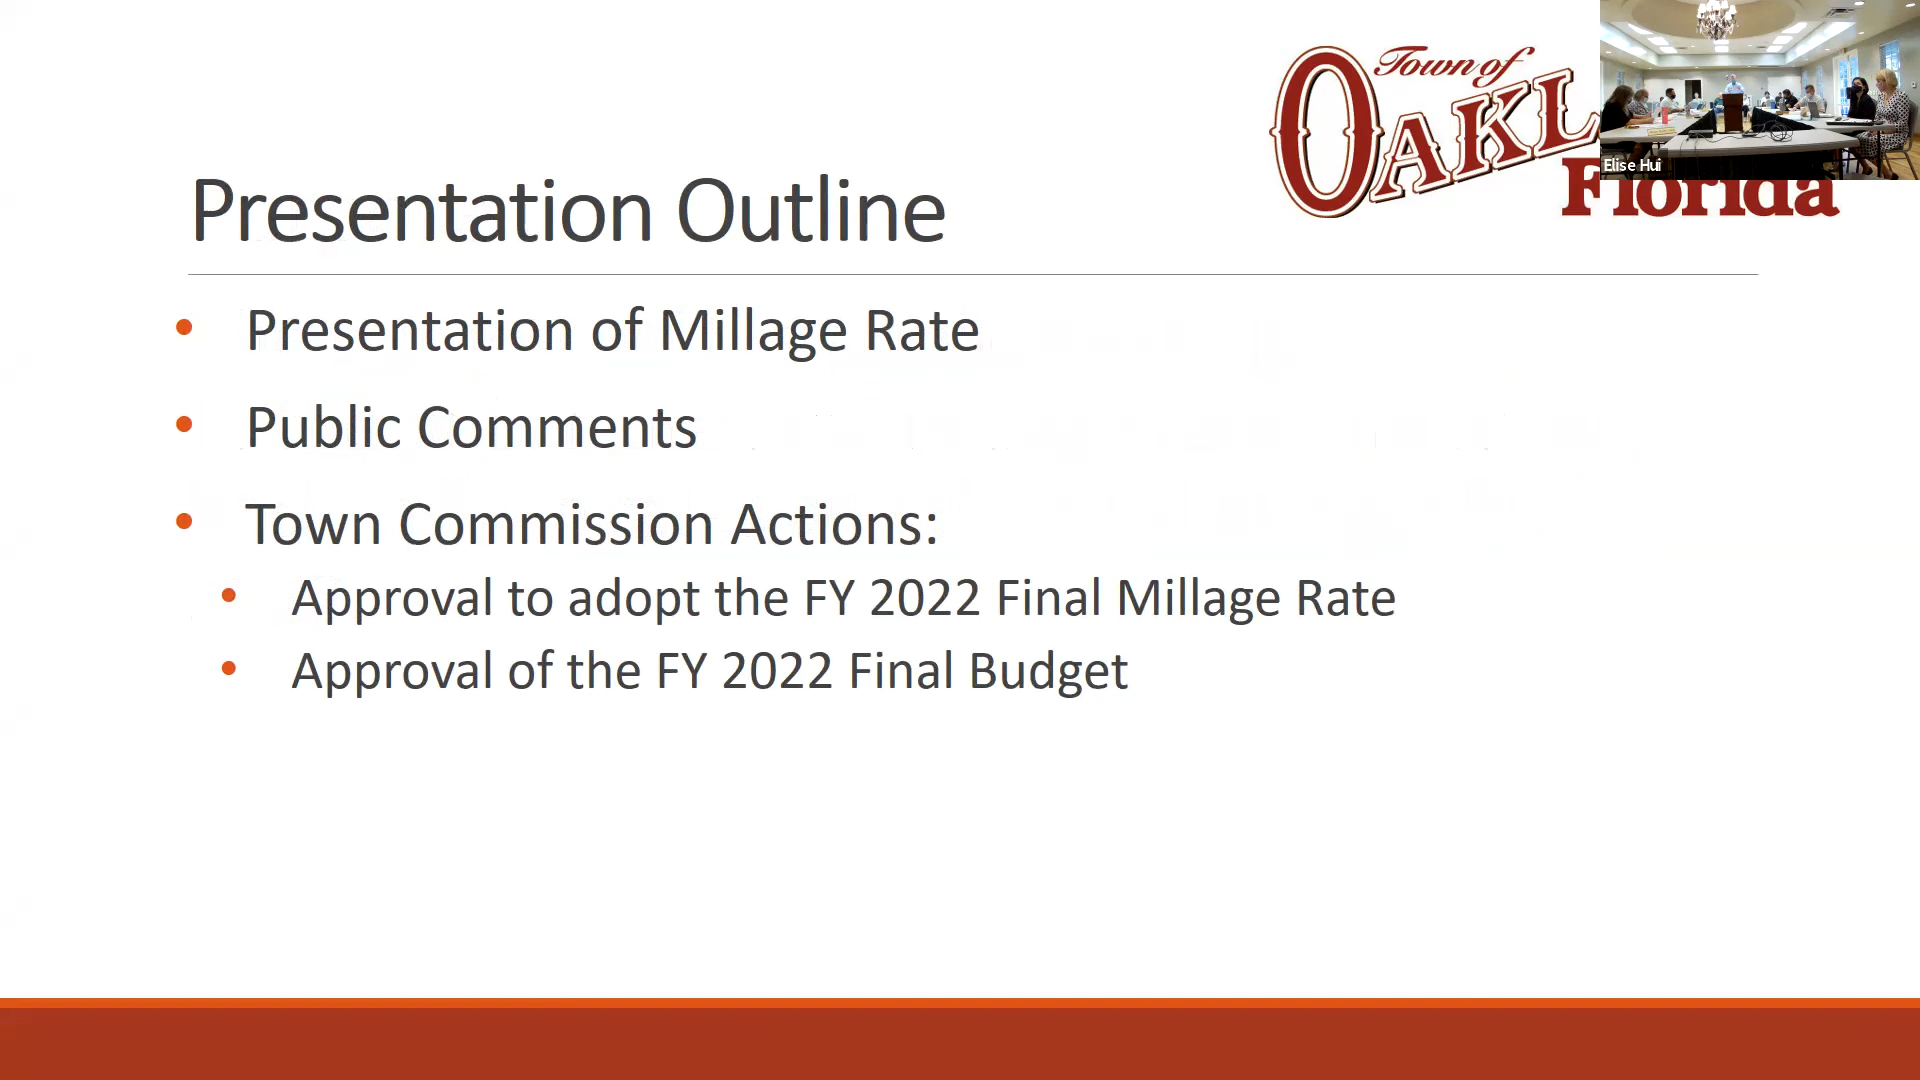 Town of
OAKL
Florida
Elise Hui
Presentation Outline
• Presentation of Millage Rate
• Public Comments
• Town Commission Actions:
• Approval to adopt the FY 2022 Final Millage Rate
• Approval of the FY 2022 Final Budget